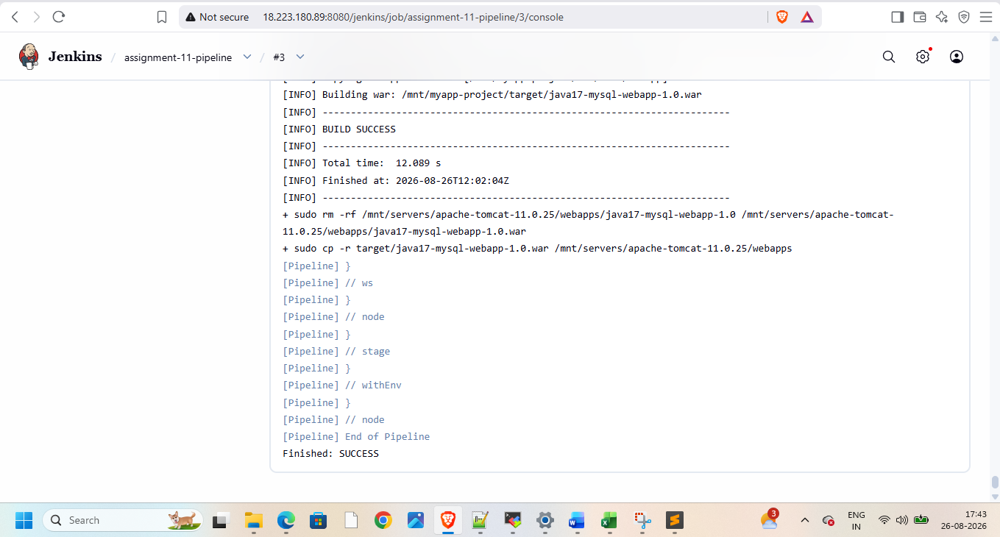 Not secure 18.223.180.89:8080/jenkins/job/assignment-11-pipeline/3/console
Jenkins / assignment-11-pipeline / #3
[INFO] Building war: /mnt/myapp-project/target/java17-mysql-webapp-1.0.war
[INFO] ------------------------------------------------------------------------
[INFO] BUILD SUCCESS
[INFO] ------------------------------------------------------------------------
[INFO] Total time:  12.089 s
[INFO] Finished at: 2026-08-26T12:02:04Z
[INFO] ------------------------------------------------------------------------
+ sudo rm -rf /mnt/servers/apache-tomcat-11.0.25/webapps/java17-mysql-webapp-1.0 /mnt/servers/apache-tomcat-
11.0.25/webapps/java17-mysql-webapp-1.0.war
+ sudo cp -r target/java17-mysql-webapp-1.0.war /mnt/servers/apache-tomcat-11.0.25/webapps
[Pipeline] }
[Pipeline] // ws
[Pipeline] }
[Pipeline] // node
[Pipeline] }
[Pipeline] // stage
[Pipeline] }
[Pipeline] // withEnv
[Pipeline] }
[Pipeline] // node
[Pipeline] End of Pipeline
Finished: SUCCESS
Search
3
ENG
IN
17:43
26-08-2026